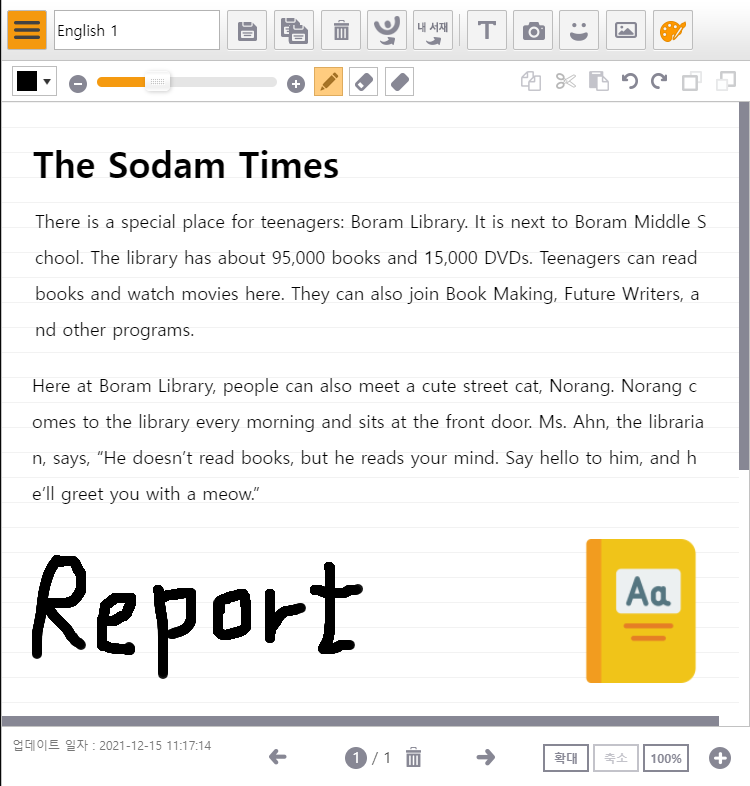 English 1
내 서재
T
The Sodam Times
There is a special place for teenagers: Boram Library. It is next to Boram Middle S
chool. The library has about 95,000 books and 15,000 DVDs. Teenagers can read
books and watch movies here. They can also join Book Making, Future Writers, a
nd other programs.
Here at Boram Library, people can also meet a cute street cat, Norang. Norang c
omes to the library every morning and sits at the front door. Ms. Ahn, the libraria
n, says, “He doesn’t read books, but he reads your mind. Say hello to him, and h
e’ll greet you with a meow.”
Report
Aa
업데이트 일자 : 2021-12-15 11:17:14
1 / 1
확대 축소 100%